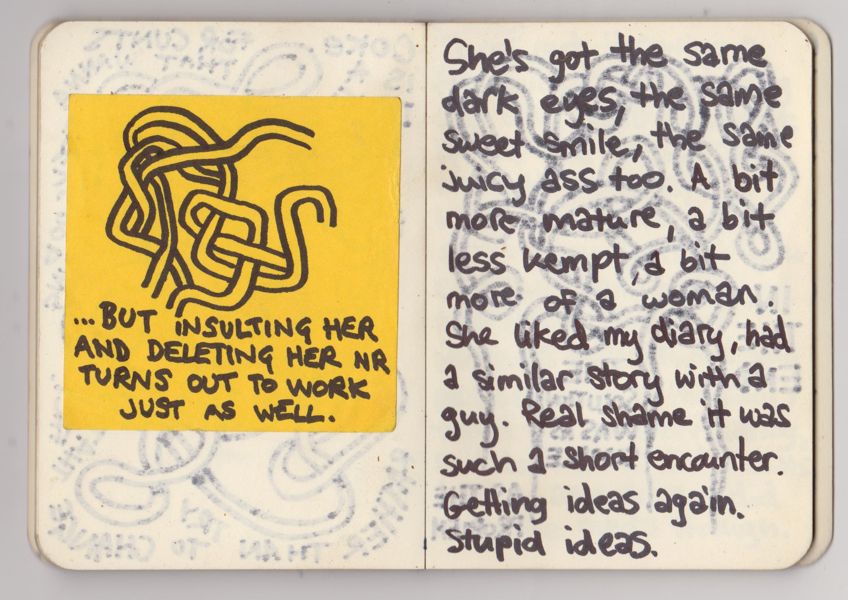 ...BUT INSULTING HER
AND DELETING HER NR
TURNS OUT TO WORK
JUST AS WELL.
She's got the same
dark eyes, the same
sweet smile, the same
juicy ass too. A bit
more mature, a bit
less kempt, a bit
more of a woman.
She liked my diary, had
a similar story with a
guy. Real shame it was
such a short encounter.
Getting ideas again.
Stupid ideas.